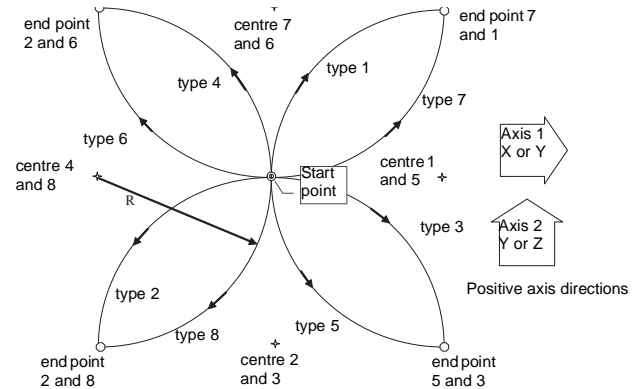 end point
2 and 6
centre 7
and 6
end point 7
and 1
type 4
type 1
type 7
type 6
centre 4
and 8
R
Start
point
centre 1
and 5
Axis 1
X or Y
type 3
Axis 2
Y or Z
Positive axis directions
type 2
type 8
type 5
end point
2 and 8
centre 2
and 3
end point
5 and 3